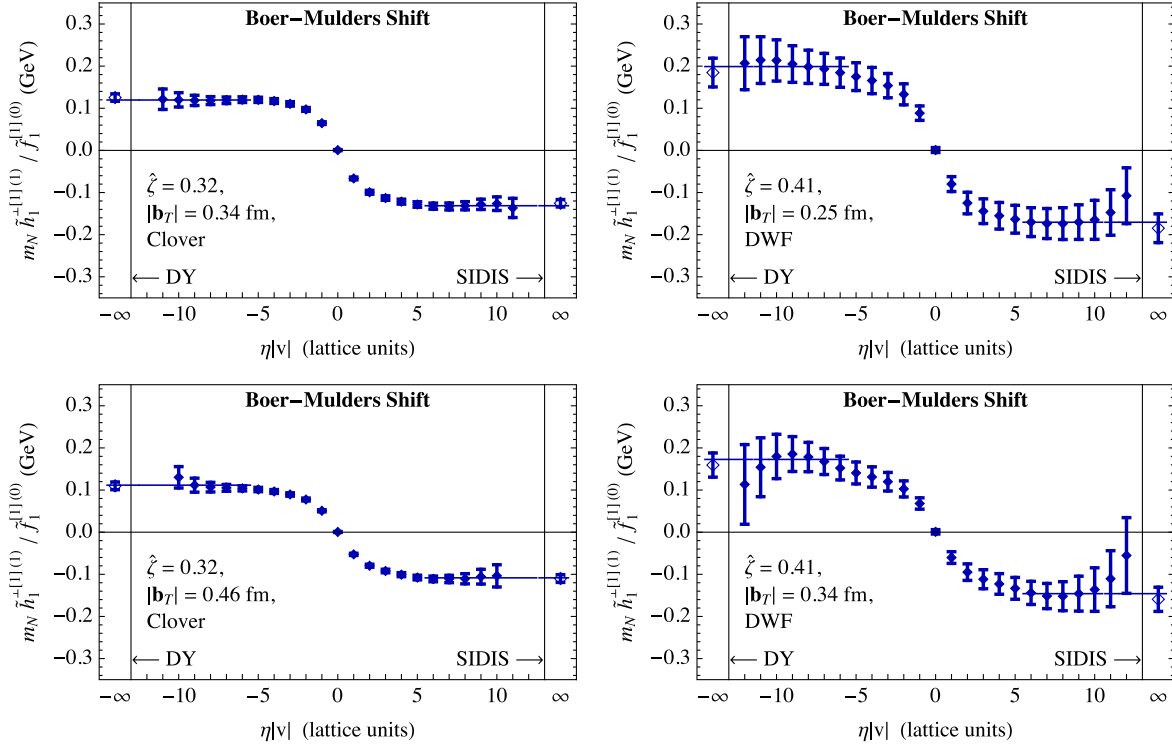 Boer−Mulders Shift
m_N h̃_1^{⊥[1](1)} / f̃_1^{[1](0)} (GeV)
0.3
0.2
0.1
0.0
−0.1
−0.2
−0.3
ζ̂ = 0.32,
|b_T| = 0.34 fm,
Clover
← DY
SIDIS →
−∞ −10 −5 0 5 10 ∞
η|v| (lattice units)
Boer−Mulders Shift
m_N h̃_1^{⊥[1](1)} / f̃_1^{[1](0)} (GeV)
0.3
0.2
0.1
0.0
−0.1
−0.2
−0.3
ζ̂ = 0.41,
|b_T| = 0.25 fm,
DWF
← DY
SIDIS →
−∞ −10 −5 0 5 10 ∞
η|v| (lattice units)
Boer−Mulders Shift
m_N h̃_1^{⊥[1](1)} / f̃_1^{[1](0)} (GeV)
0.3
0.2
0.1
0.0
−0.1
−0.2
−0.3
ζ̂ = 0.32,
|b_T| = 0.46 fm,
Clover
← DY
SIDIS →
−∞ −10 −5 0 5 10 ∞
η|v| (lattice units)
Boer−Mulders Shift
m_N h̃_1^{⊥[1](1)} / f̃_1^{[1](0)} (GeV)
0.3
0.2
0.1
0.0
−0.1
−0.2
−0.3
ζ̂ = 0.41,
|b_T| = 0.34 fm,
DWF
← DY
SIDIS →
−∞ −10 −5 0 5 10 ∞
η|v| (lattice units)